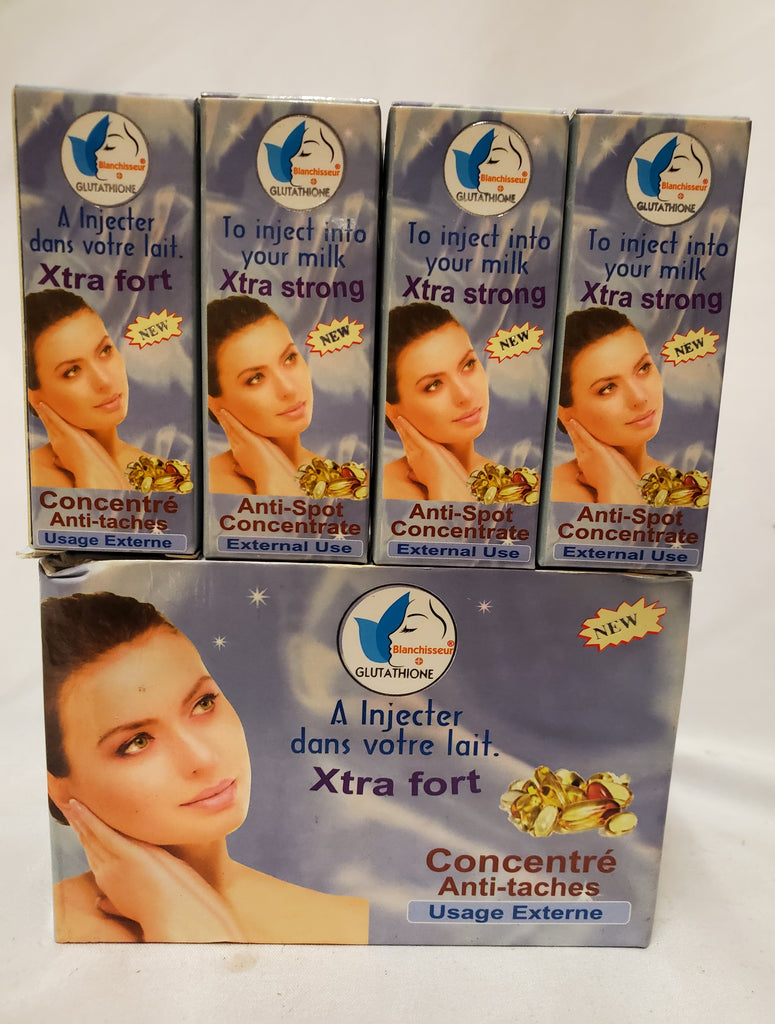 Blanchisseur®
+
GLUTATHIONE
A Injecter
dans votre lait.
Xtra fort
NEW
Concentré
Anti-taches
Usage Externe
Blanchisseur®
+
GLUTATHIONE
To inject into
your milk
Xtra strong
NEW
Anti-Spot
Concentrate
External Use
Blanchisseur®
+
GLUTATHIONE
To inject into
your milk
Xtra strong
NEW
Anti-Spot
Concentrate
External Use
Blanchisseur®
+
GLUTATHIONE
To inject into
your milk
Xtra strong
NEW
Anti-Spot
Concentrate
External Use
Blanchisseur®
+
GLUTATHIONE
NEW
A Injecter
dans votre lait.
Xtra fort
Concentré
Anti-taches
Usage Externe